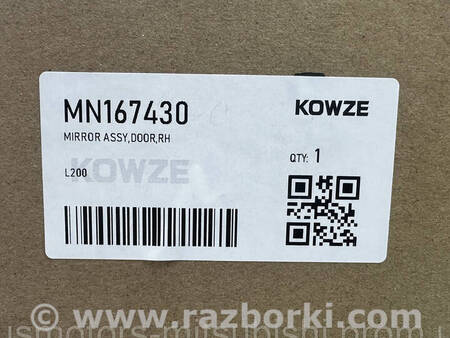 MN167430
KOWZE
MIRROR ASSY,DOOR,RH
KOWZE
QTY: 1
L200
www.razborki.com